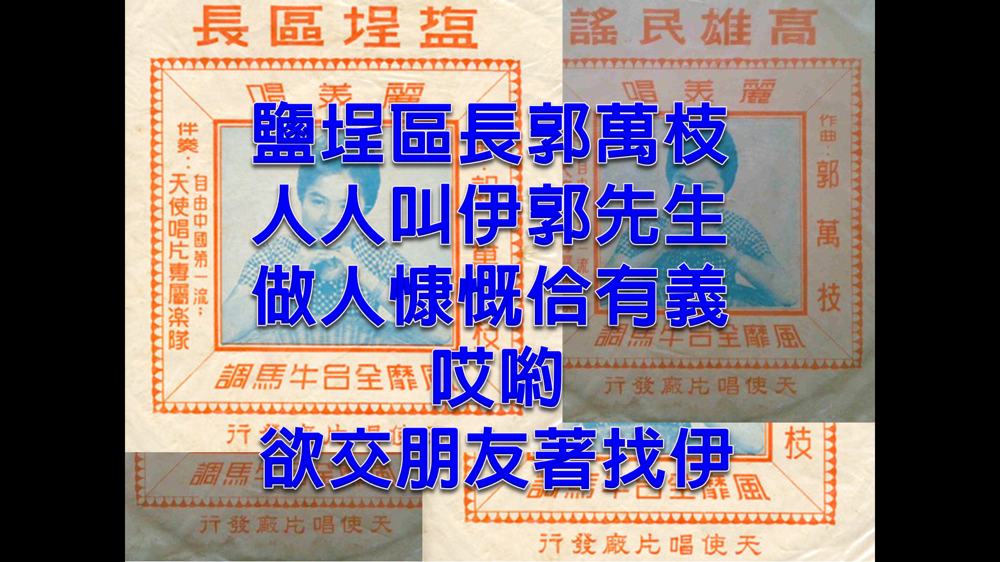 塩埕區長
麗美唱
伴奏：
自由中國第一流；
天使唱片專屬楽隊
風靡全台牛馬調
高雄民謠
麗美唱
作曲：郭萬枝
風靡全台牛馬調
天使唱片廠發行
鹽埕區長郭萬枝
人人叫伊郭先生
做人慷慨佮有義
哎喲
欲交朋友著找伊
天使唱片廠發行
枝
風靡全台牛馬調
天使唱片廠發行